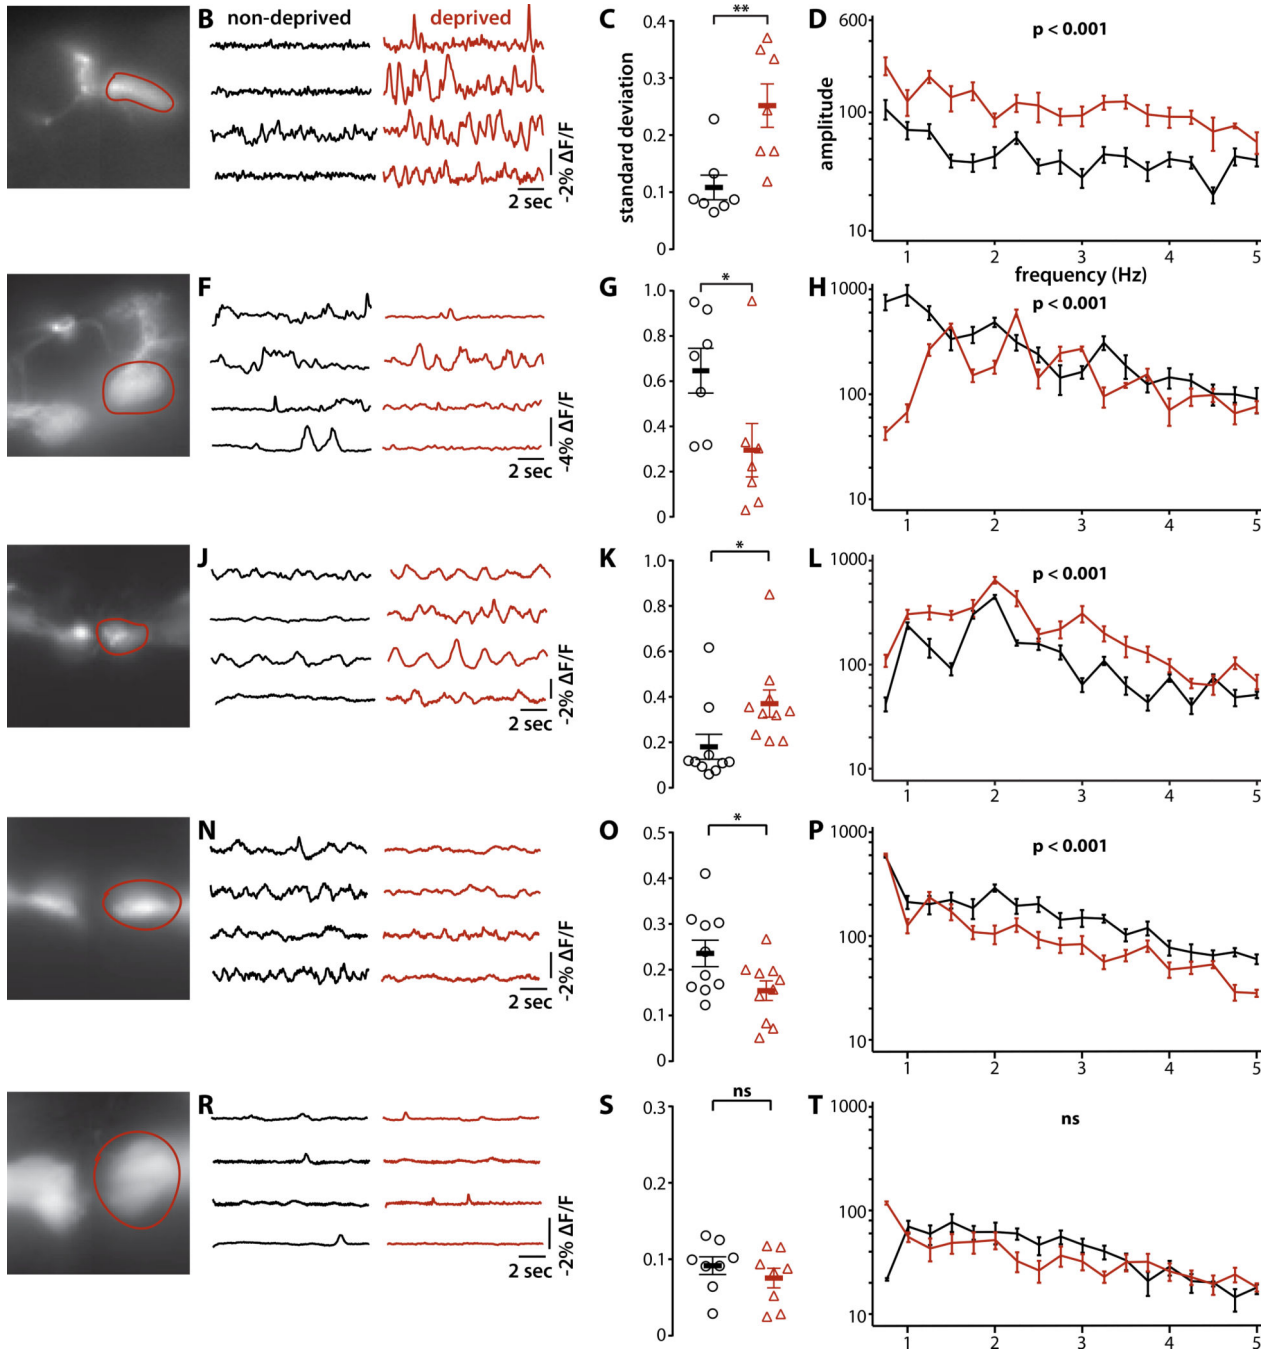 B non-deprived deprived
-2% ΔF/F
2 sec
C
**
standard deviation
0.4
0.3
0.2
0.1
0
D
p < 0.001
amplitude
600
100
10
1 2 3 4 5
frequency (Hz)
F
-4% ΔF/F
2 sec
G
*
1.0
0.8
0.6
0.4
0.2
0
H
p < 0.001
1000
100
10
1 2 3 4 5
J
-2% ΔF/F
2 sec
K
*
1.0
0.8
0.6
0.4
0.2
0
L
p < 0.001
1000
100
10
1 2 3 4 5
N
-2% ΔF/F
2 sec
O
*
0.5
0.4
0.3
0.2
0.1
0
P
p < 0.001
1000
100
10
1 2 3 4 5
R
-2% ΔF/F
2 sec
S
ns
0.3
0.2
0.1
0
T
ns
1000
100
10
1 2 3 4 5